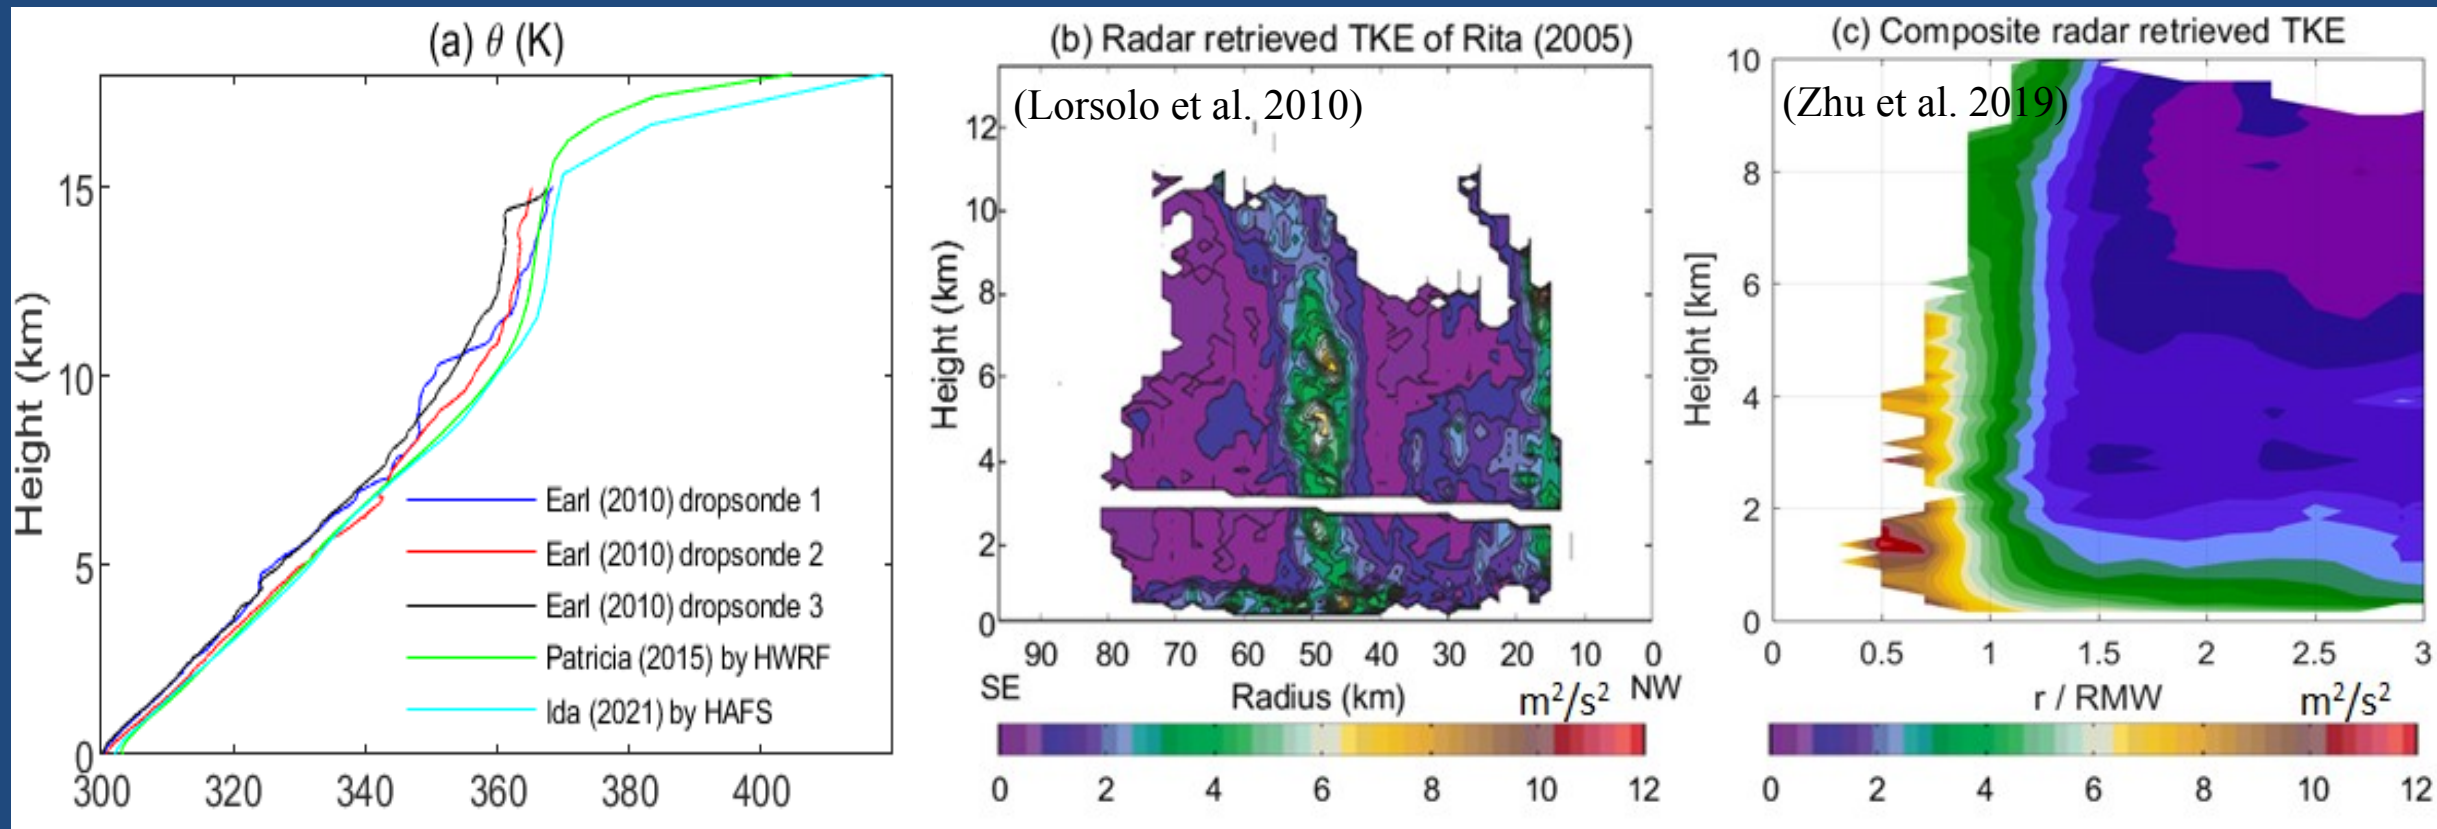 (a) θ (K)
Height (km)
15
10
5
0
300 320 340 360 380 400
Earl (2010) dropsonde 1
Earl (2010) dropsonde 2
Earl (2010) dropsonde 3
Patricia (2015) by HWRF
Ida (2021) by HAFS
(b) Radar retrieved TKE of Rita (2005)
(Lorsolo et al. 2010)
Height (km)
12
10
8
6
4
2
0
90 80 70 60 50 40 30 20 10 0
SE Radius (km) m²/s² NW
0 2 4 6 8 10 12
(c) Composite radar retrieved TKE
(Zhu et al. 2019)
Height [km]
10
8
6
4
2
0
0 0.5 1 1.5 2 2.5 3
r / RMW m²/s²
0 2 4 6 8 10 12